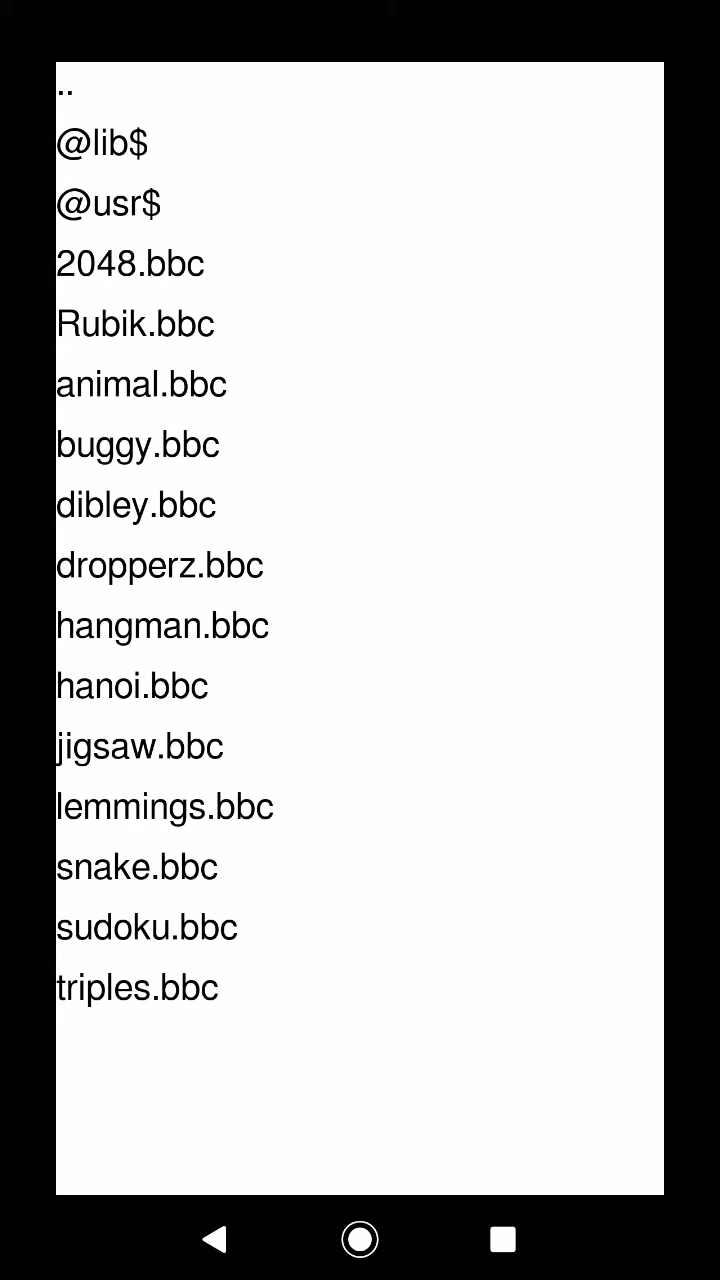 ..
@lib$
@usr$
2048.bbc
Rubik.bbc
animal.bbc
buggy.bbc
dibley.bbc
dropperz.bbc
hangman.bbc
hanoi.bbc
jigsaw.bbc
lemmings.bbc
snake.bbc
sudoku.bbc
triples.bbc